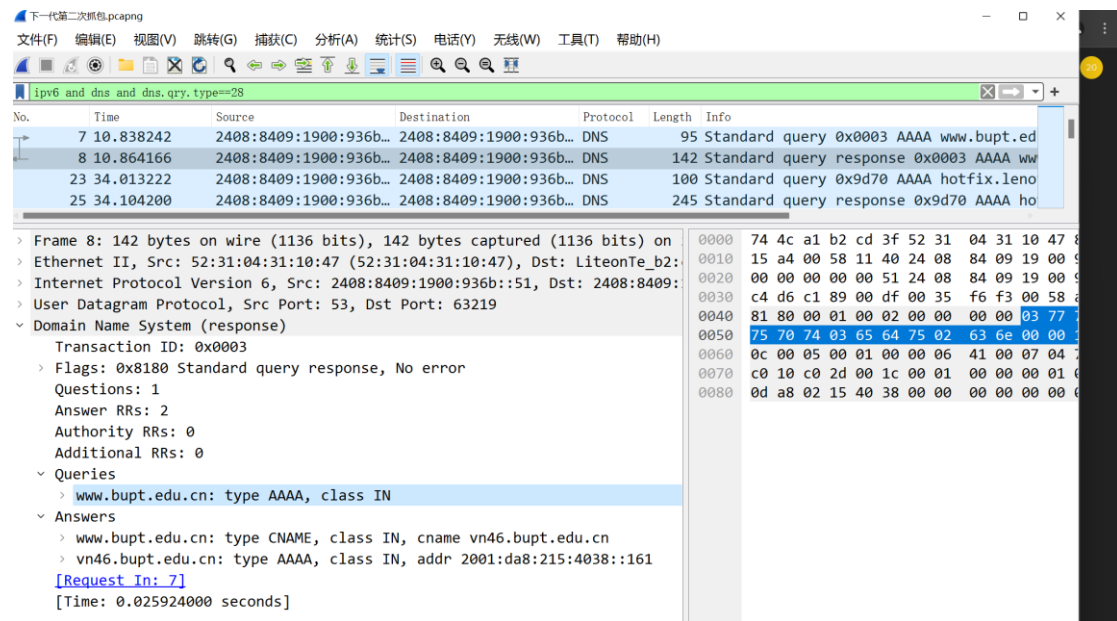 下一代第二次抓包.pcapng
文件(F) 编辑(E) 视图(V) 跳转(G) 捕获(C) 分析(A) 统计(S) 电话(Y) 无线(W) 工具(T) 帮助(H)
20
ipv6 and dns and dns.qry.type==28
No. Time Source Destination Protocol Length Info
7 10.838242 2408:8409:1900:936b… 2408:8409:1900:936b… DNS 95 Standard query 0x0003 AAAA www.bupt.ed
8 10.864166 2408:8409:1900:936b… 2408:8409:1900:936b… DNS 142 Standard query response 0x0003 AAAA ww
23 34.013222 2408:8409:1900:936b… 2408:8409:1900:936b… DNS 100 Standard query 0x9d70 AAAA hotfix.leno
25 34.104200 2408:8409:1900:936b… 2408:8409:1900:936b… DNS 245 Standard query response 0x9d70 AAAA ho
Frame 8: 142 bytes on wire (1136 bits), 142 bytes captured (1136 bits) on
Ethernet II, Src: 52:31:04:31:10:47 (52:31:04:31:10:47), Dst: LiteonTe_b2:
Internet Protocol Version 6, Src: 2408:8409:1900:936b::51, Dst: 2408:8409:
User Datagram Protocol, Src Port: 53, Dst Port: 63219
Domain Name System (response)
Transaction ID: 0x0003
Flags: 0x8180 Standard query response, No error
Questions: 1
Answer RRs: 2
Authority RRs: 0
Additional RRs: 0
Queries
www.bupt.edu.cn: type AAAA, class IN
Answers
www.bupt.edu.cn: type CNAME, class IN, cname vn46.bupt.edu.cn
vn46.bupt.edu.cn: type AAAA, class IN, addr 2001:da8:215:4038::161
[Request In: 7]
[Time: 0.025924000 seconds]
0000 74 4c a1 b2 cd 3f 52 31 04 31 10 47
0010 15 a4 00 58 11 40 24 08 84 09 19 00
0020 00 00 00 00 00 51 24 08 84 09 19 00
0030 c4 d6 c1 89 00 df 00 35 f6 f3 00 58
0040 81 80 00 01 00 02 00 00 00 00 03 77
0050 75 70 74 03 65 64 75 02 63 6e 00 00
0060 0c 00 05 00 01 00 00 06 41 00 07 04
0070 c0 10 c0 2d 00 1c 00 01 00 00 00 01
0080 0d a8 02 15 40 38 00 00 00 00 00 00